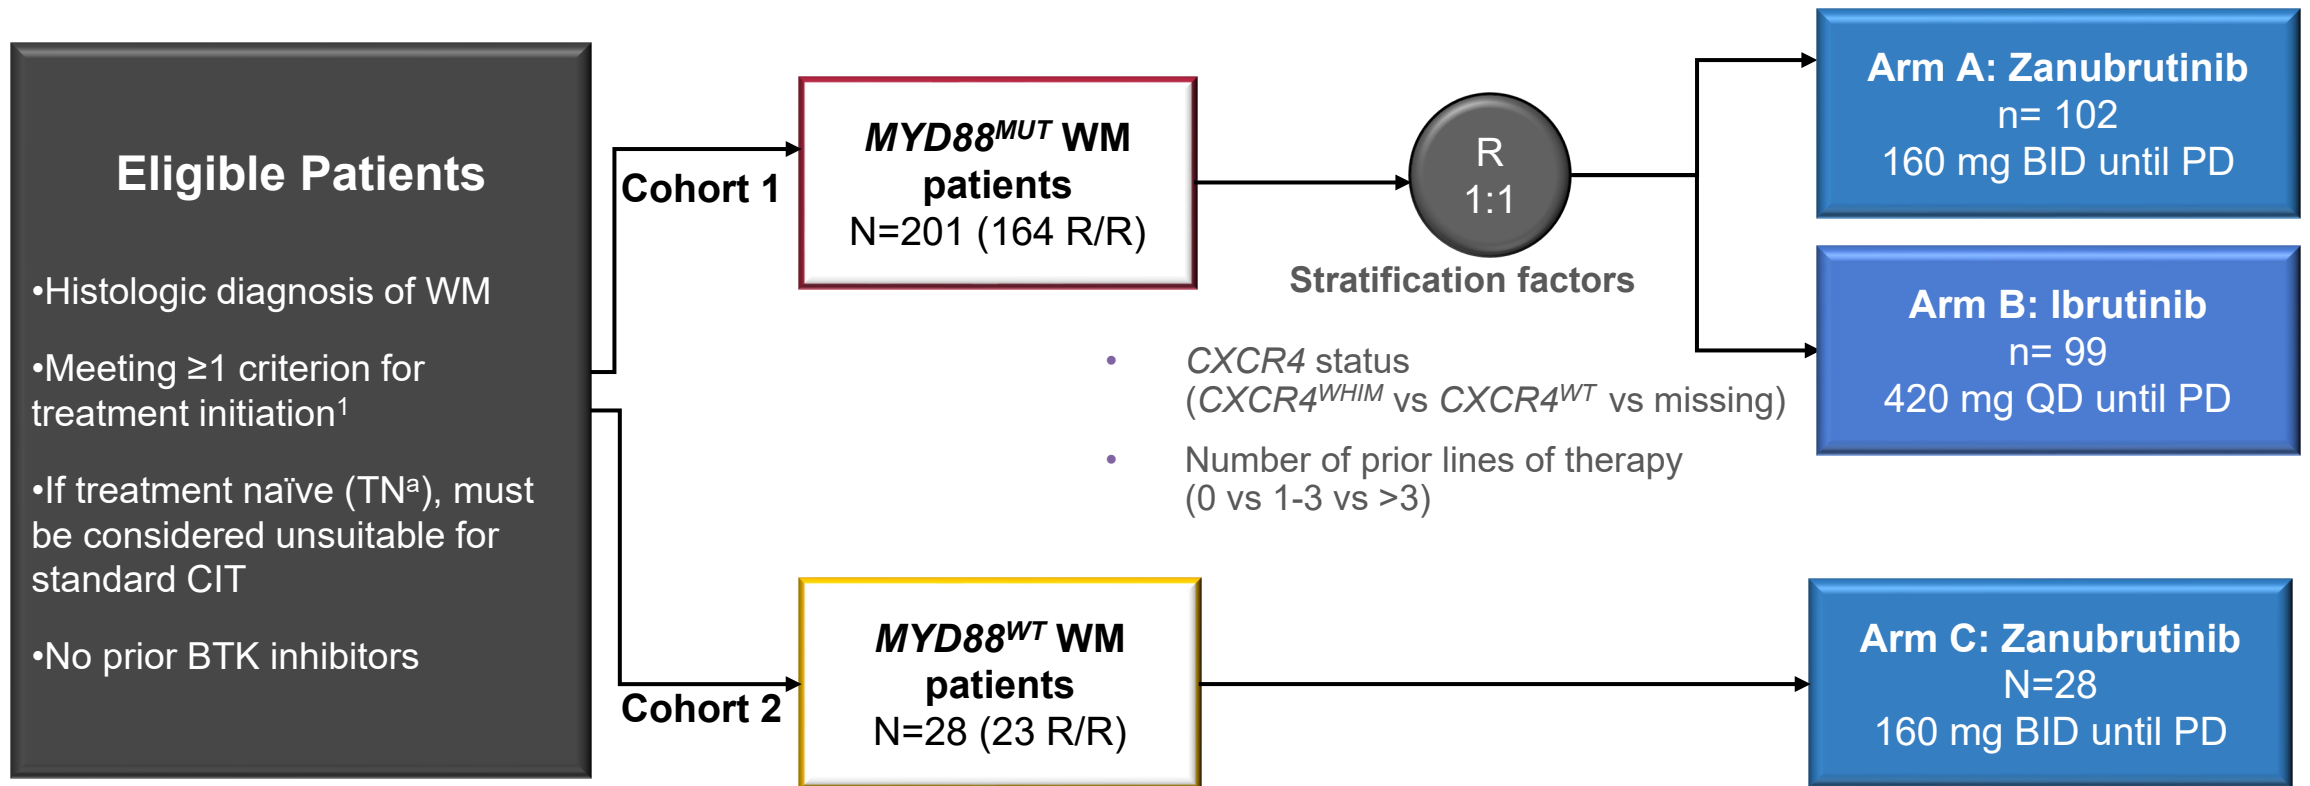 Eligible Patients
•Histologic diagnosis of WM
•Meeting ≥1 criterion for
treatment initiation¹
•If treatment naïve (TNᵃ), must
be considered unsuitable for
standard CIT
•No prior BTK inhibitors
Cohort 1
MYD88ᴹᵁᵀ WM
patients
N=201 (164 R/R)
R
1:1
Stratification factors
• CXCR4 status
(CXCR4ᵂᴴᴵᴹ vs CXCR4ᵂᵀ vs missing)
• Number of prior lines of therapy
(0 vs 1-3 vs >3)
Arm A: Zanubrutinib
n= 102
160 mg BID until PD
Arm B: Ibrutinib
n= 99
420 mg QD until PD
Cohort 2
MYD88ᵂᵀ WM
patients
N=28 (23 R/R)
Arm C: Zanubrutinib
N=28
160 mg BID until PD